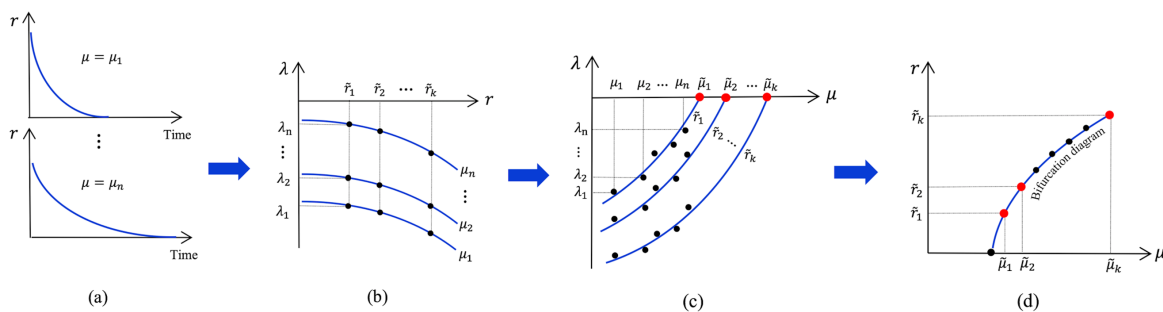 r
μ = μ₁
Time
⋮
r
μ = μₙ
Time
(a)
λ
r
r̃₁ r̃₂ ⋯ r̃ₖ
λₙ
⋮
λ₂
λ₁
μₙ
⋮
μ₂
μ₁
(b)
λ
μ
μ₁ μ₂ ⋯ μₙ μ̃₁ μ̃₂ ⋯ μ̃ₖ
r̃₁
r̃₂
⋯
r̃ₖ
λₙ
⋮
λ₂
λ₁
(c)
r
r̃ₖ
r̃₂
r̃₁
Bifurcation diagram
μ̃₁ μ̃₂ μ̃ₖ
μ
(d)